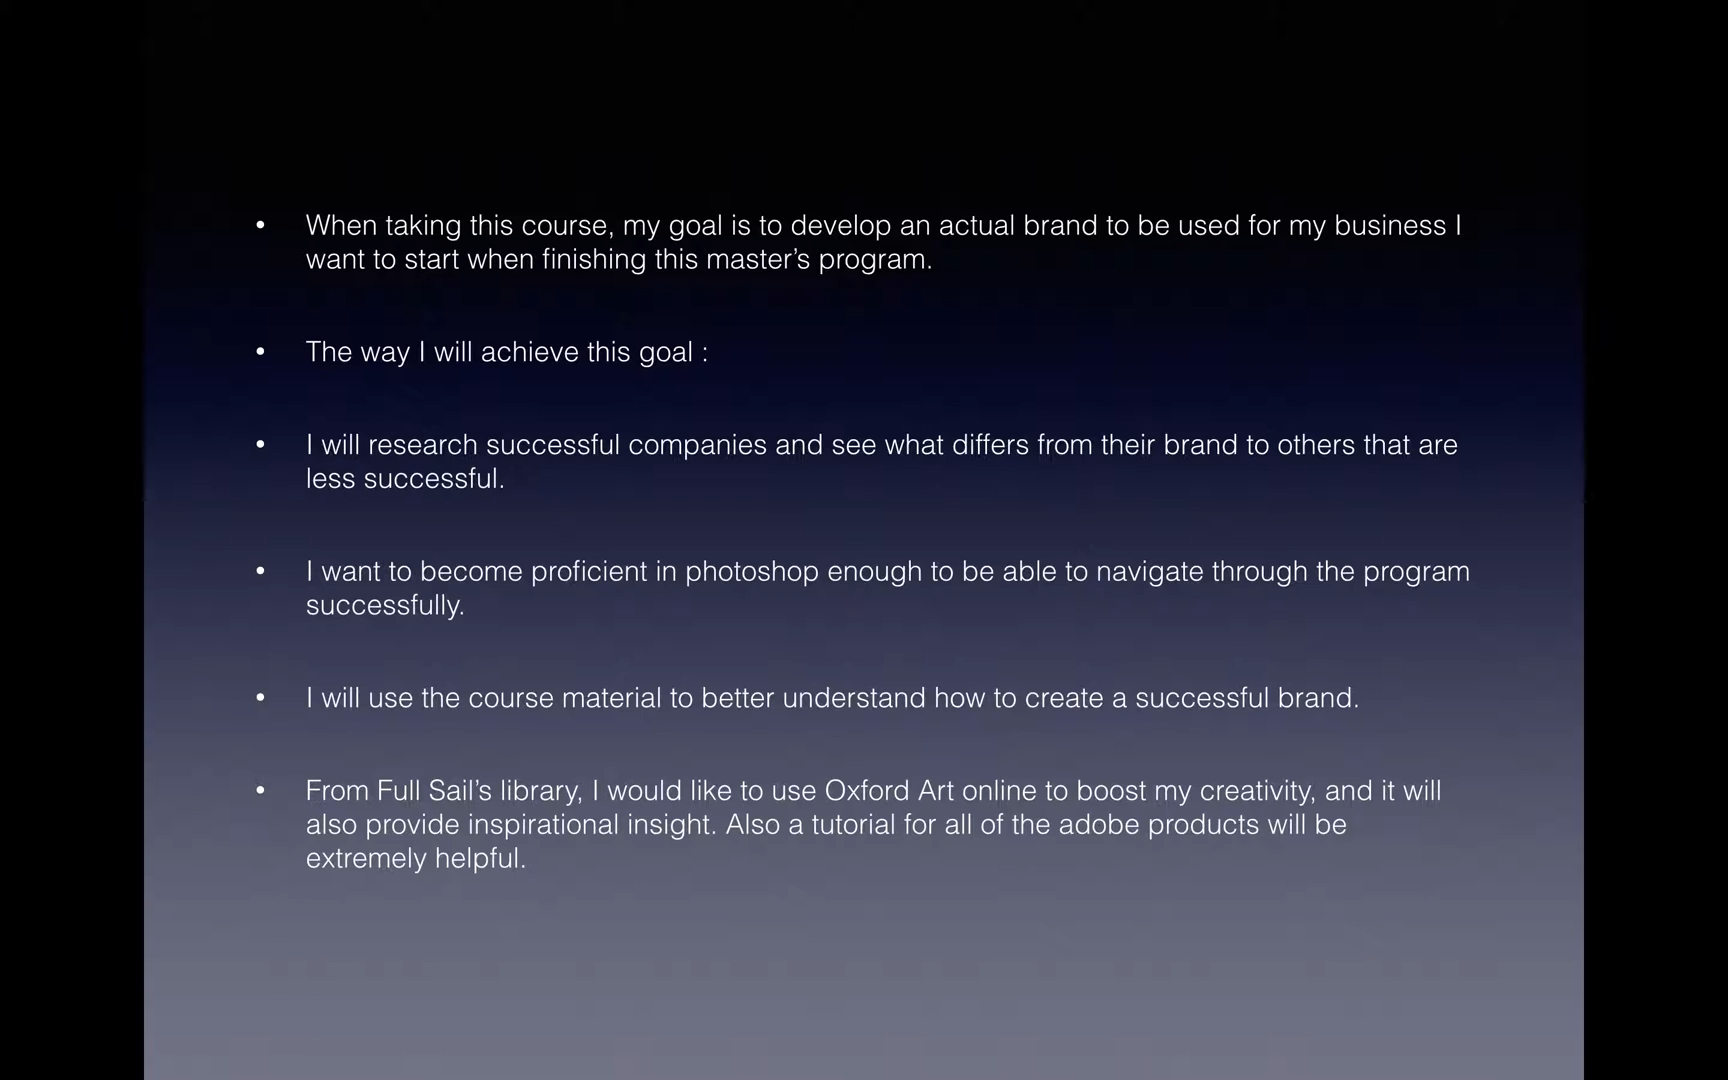 • When taking this course, my goal is to develop an actual brand to be used for my business I
want to start when finishing this master’s program.
• The way I will achieve this goal :
• I will research successful companies and see what differs from their brand to others that are
less successful.
• I want to become proficient in photoshop enough to be able to navigate through the program
successfully.
• I will use the course material to better understand how to create a successful brand.
• From Full Sail’s library, I would like to use Oxford Art online to boost my creativity, and it will
also provide inspirational insight. Also a tutorial for all of the adobe products will be
extremely helpful.